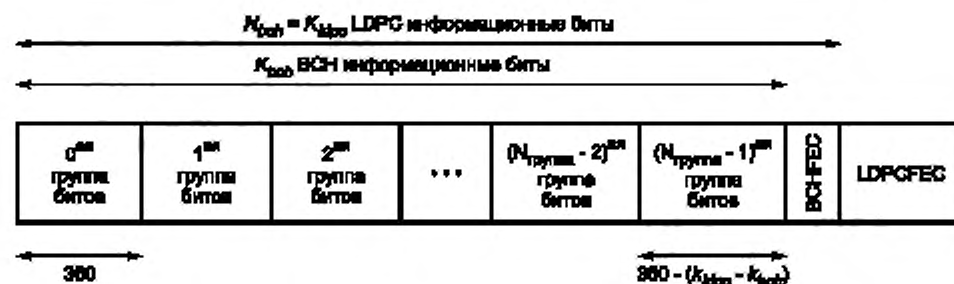 N_bch = K_ldpc LDPC информационные биты
K_bch BCH информационные биты
0^ая группа битов
1^ая группа битов
2^ая группа битов
...
(N_группа - 2)^ая группа битов
(N_группа - 1)^ая группа битов
BCHFEC
LDPCFEC
360
360 - (k_ldpc - k_bch)